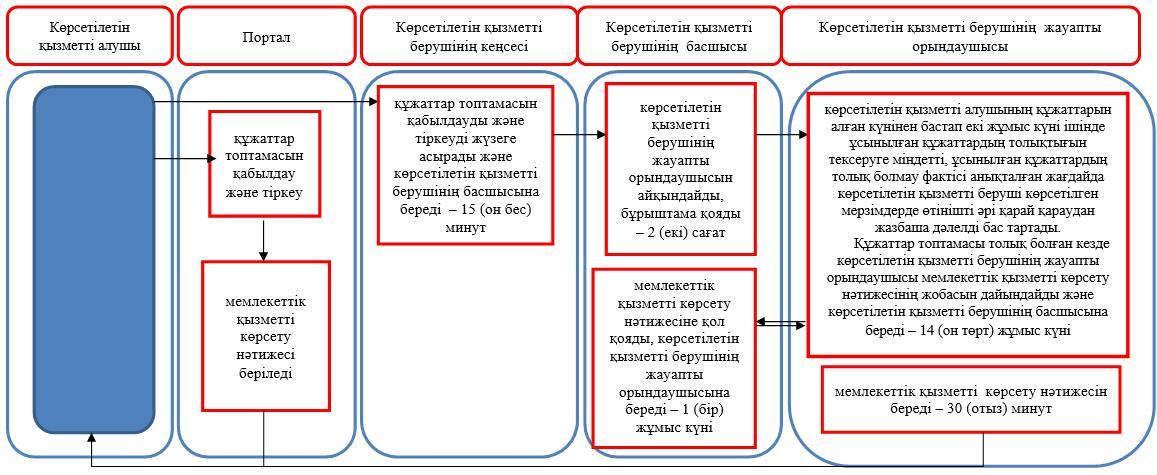 Көрсетілетін
қызметті алушы
Портал
Көрсетілетін қызметті
берушінің кеңсесі
Көрсетілетін қызметті
берушінің басшысы
Көрсетілетін қызметті берушінің жауапты
орындаушысы
құжаттар
топтамасын
қабылдау
және тіркеу
мемлекеттік
қызметті
көрсету
нәтижесі
беріледі
құжаттар топтамасын
қабылдауды және
тіркеуді жүзеге
асырады және
көрсетілетін қызметті
берушінің басшысына
береді – 15 (он бес)
минут
көрсетілетін
қызметті
берушінің
жауапты
орындаушысын
айқындайды,
бұрыштама қояды
– 2 (екі) сағат
мемлекеттік
қызметті көрсету
нәтижесіне қол
қояды, көрсетілетін
қызметті берушінің
жауапты
орындаушысына
береді – 1 (бір)
жұмыс күні
көрсетілетін қызметті алушының құжаттарын
алған күнінен бастап екі жұмыс күні ішінде
ұсынылған құжаттардың толықтығын
тексеруге міндетті, ұсынылған құжаттардың
толық болмау фактісі анықталған жағдайда
көрсетілетін қызметті беруші көрсетілген
мерзімдерде өтінішті әрі қарай қараудан
жазбаша дәлелді бас тартады.
Құжаттар топтамасы толық болған кезде
көрсетілетін қызметті берушінің жауапты
орындаушысы мемлекеттік қызметті көрсету
нәтижесінің жобасын дайындайды және
көрсетілетін қызметті берушінің басшысына
береді – 14 (он төрт) жұмыс күні
мемлекеттік қызметті көрсету нәтижесін
береді – 30 (отыз) минут